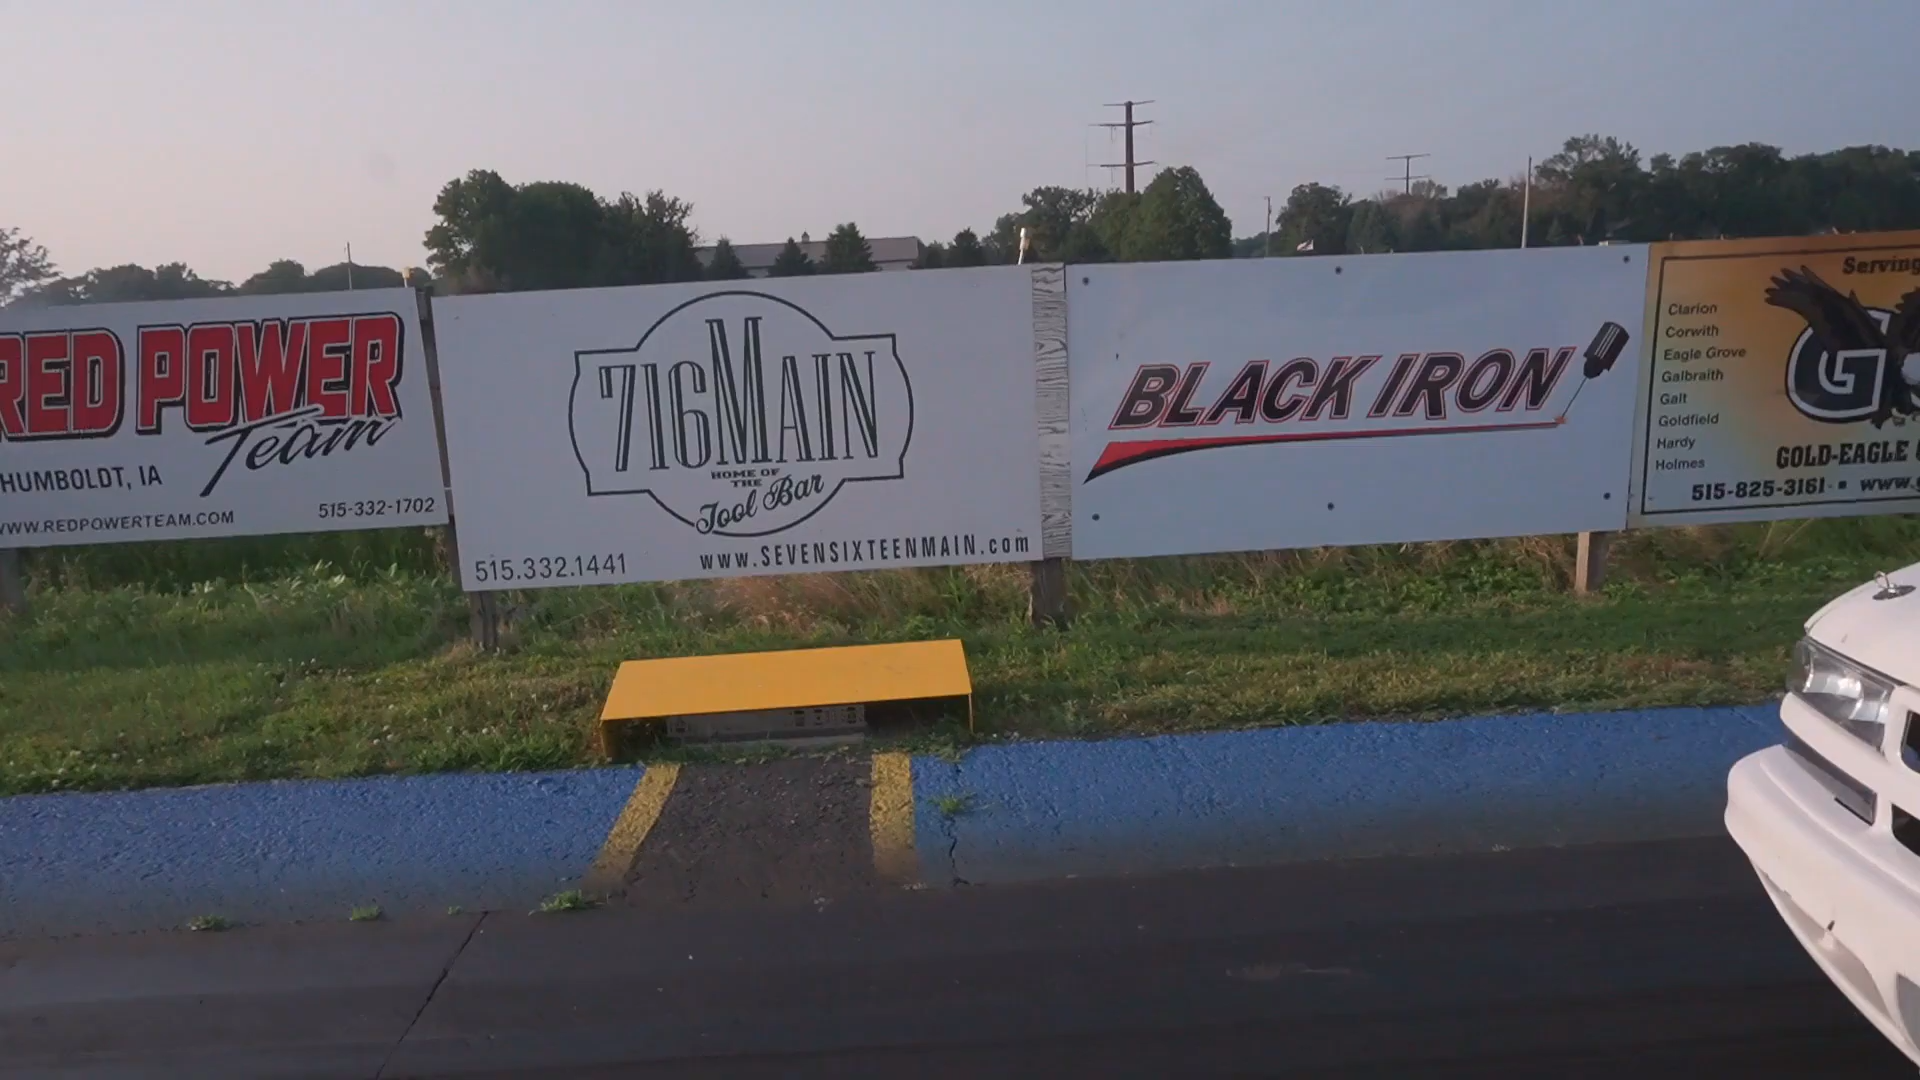 RED POWER
Team
HUMBOLDT, IA
WWW.REDPOWERTEAM.COM
515-332-1702
716MAIN
HOME OF
THE
Tool Bar
515.332.1441
www.SEVENSIXTEENMAIN.com
BLACK IRON
Serving
Clarion
Corwith
Eagle Grove
Galbraith
Galt
Goldfield
Hardy
Holmes
G
GOLD-EAGLE
515-825-3161 ▪ www.